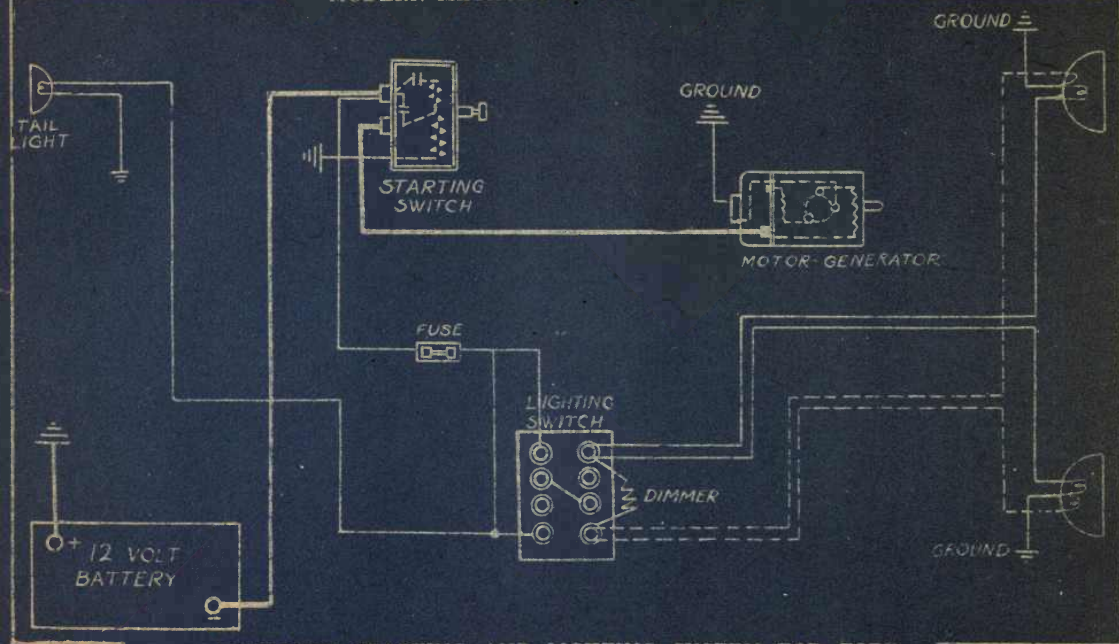 GROUND
TAIL
LIGHT
GROUND
STARTING
SWITCH
MOTOR-GENERATOR
FUSE
LIGHTING
SWITCH
DIMMER
+ 12 VOLT
BATTERY
-
GROUND